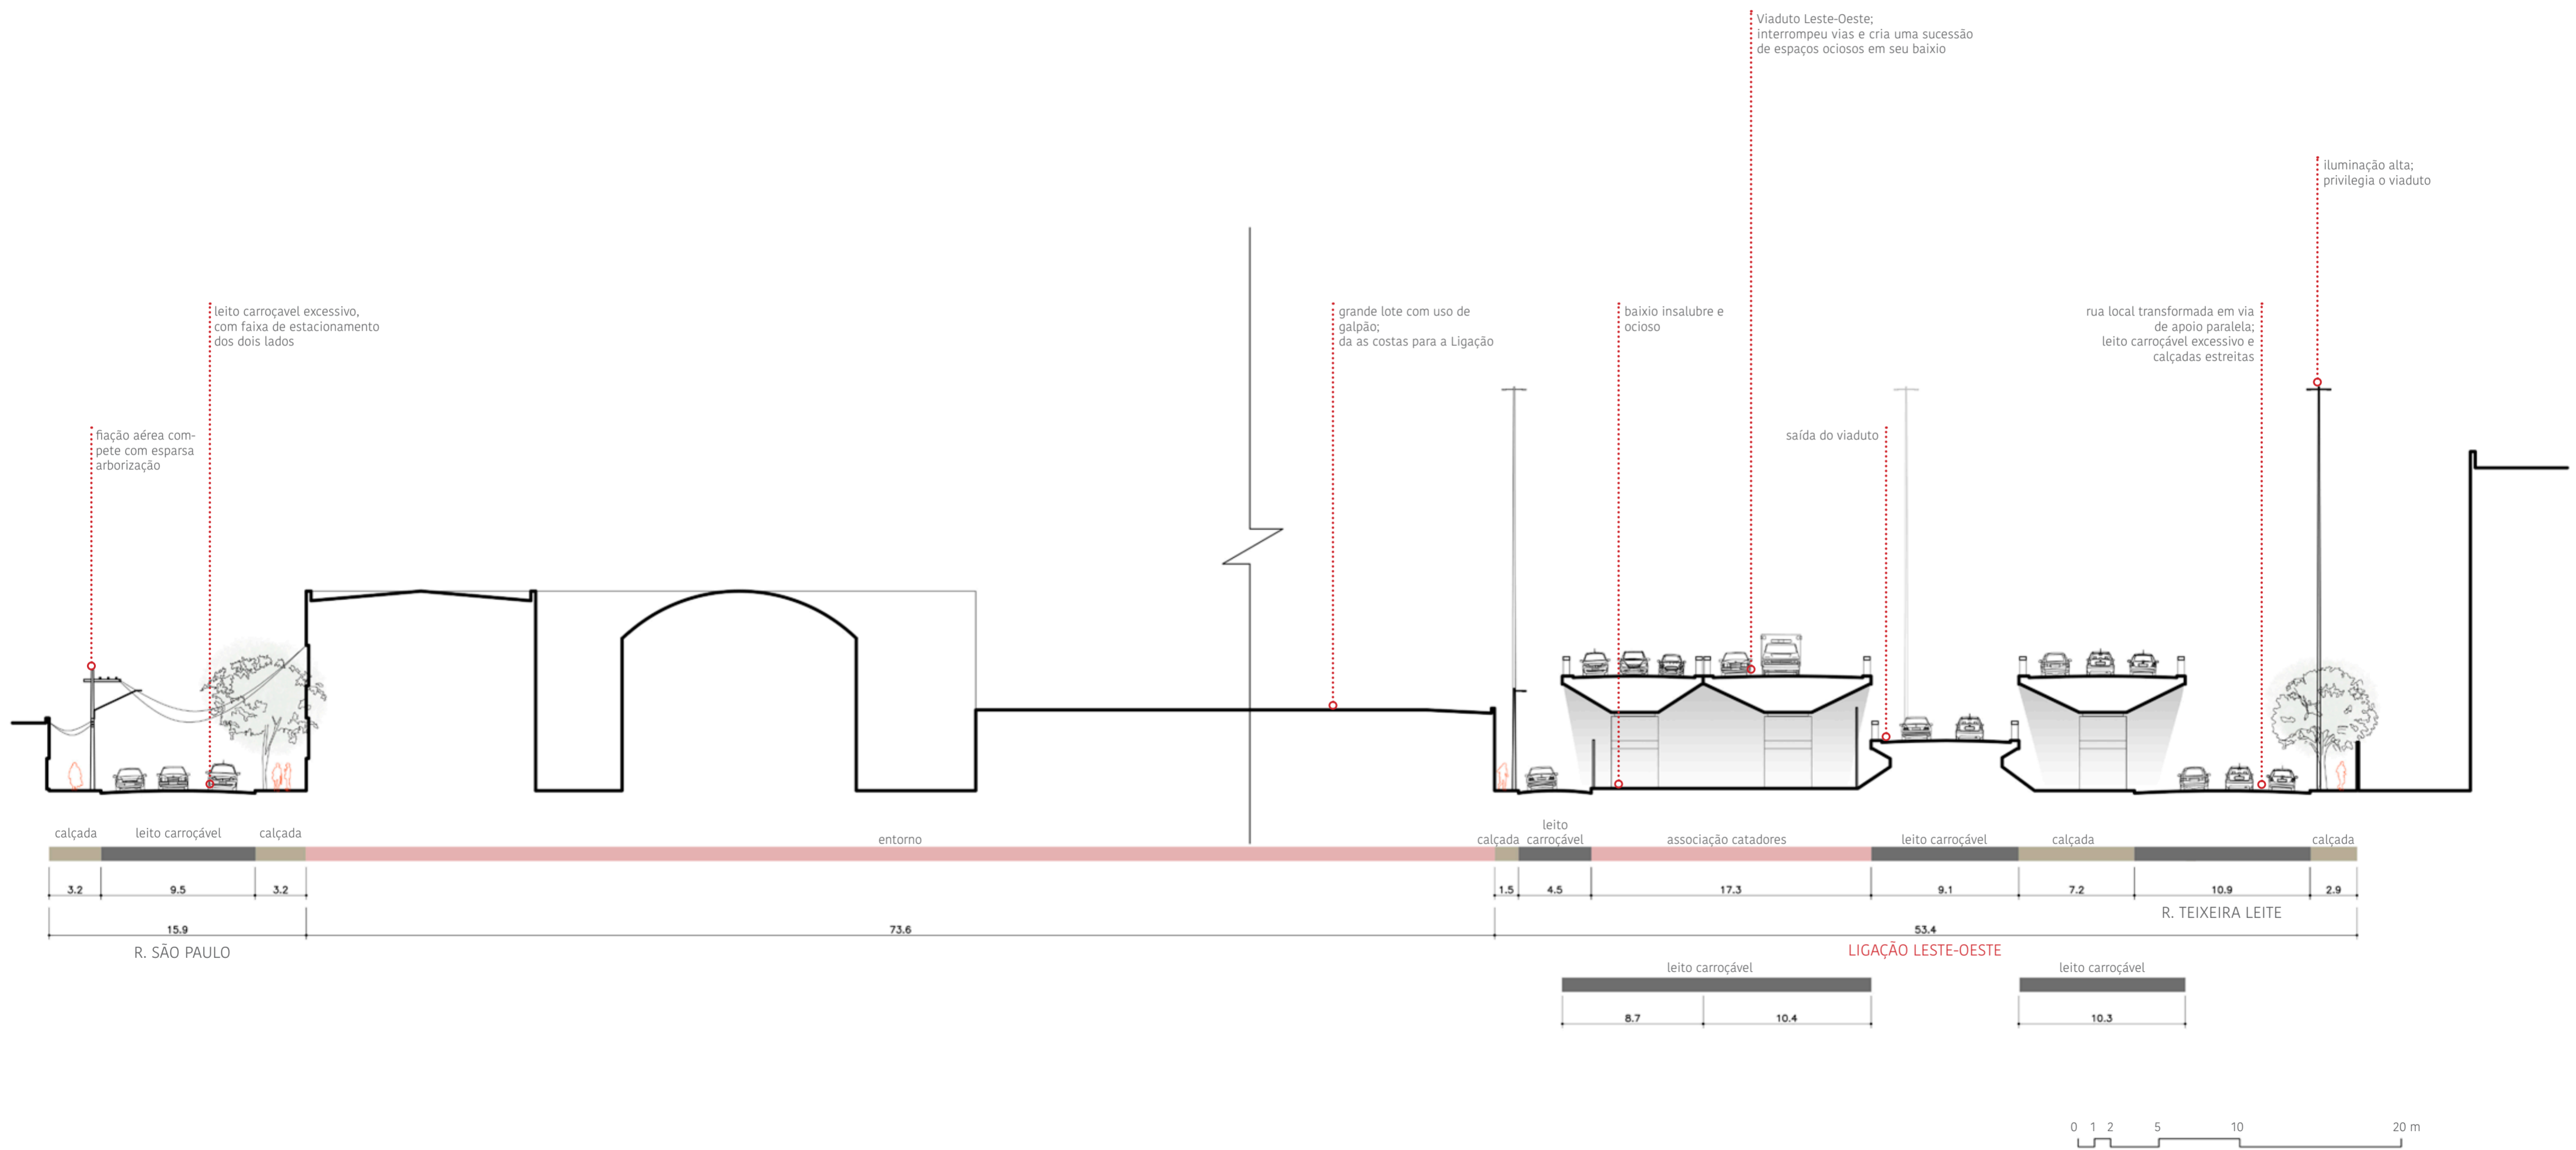 Viaduto Leste-Oeste;
interrompeu vias e cria uma sucessão
de espaços ociosos em seu baixio
iluminação alta;
privilegia o viaduto
leito carroçavel excessivo,
com faixa de estacionamento
dos dois lados
grande lote com uso de
galpão;
da as costas para a Ligação
baixio insalubre e
ocioso
rua local transformada em via
de apoio paralela;
leito carroçável excessivo e
calçadas estreitas
fiação aérea com-
pete com esparsa
arborização
saída do viaduto
calçada
leito carroçável
calçada
entorno
calçada
leito
carroçável
associação catadores
leito carroçável
calçada
calçada
3.2
9.5
3.2
1.5
4.5
17.3
9.1
7.2
10.9
2.9
R. TEIXEIRA LEITE
15.9
73.6
53.4
R. SÃO PAULO
LIGAÇÃO LESTE-OESTE
leito carroçável
leito carroçável
8.7
10.4
10.3
0 1 2 5 10 20 m